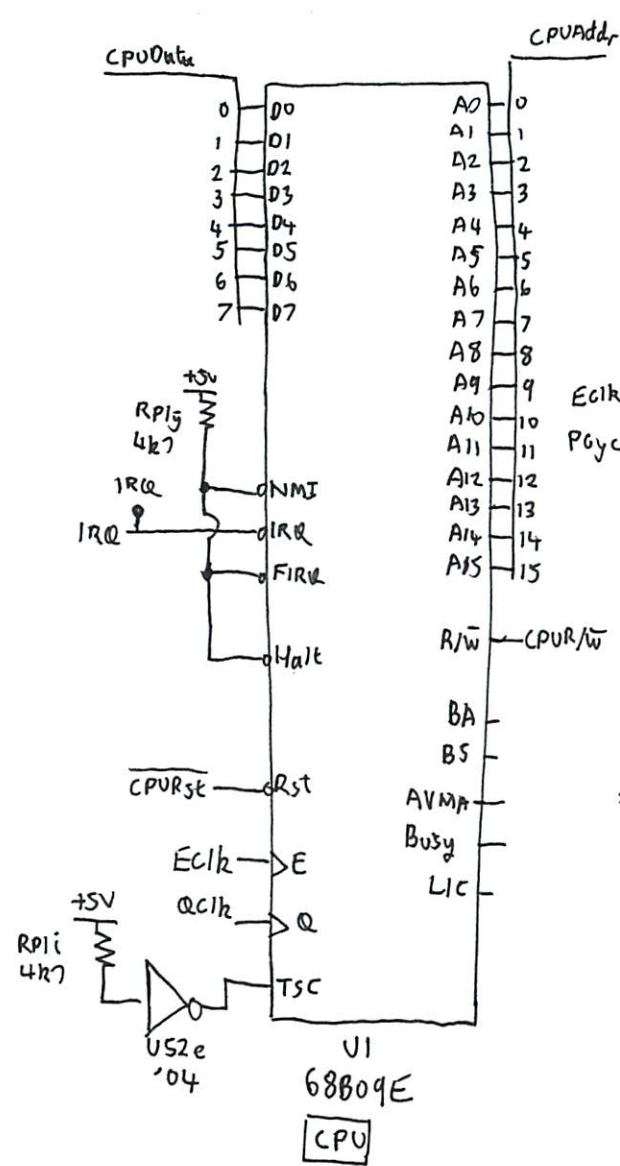 CPUData
CPUAddr
0 D0
1 D1
2 D2
3 D3
4 D4
5 D5
6 D6
7 D7
A0 0
A1 1
A2 2
A3 3
A4 4
A5 5
A6 6
A7 7
A8 8
A9 9
A10 10
A11 11
A12 12
A13 13
A14 14
A15 15
EClk
+5V
4k7
IRQ
NMI
IRQ
IRQ
FIRQ
Halt
R/W̅ CPUR/W̅
BA
BS
C̅P̅U̅R̅s̅t̅ Rst
AVMA
Busy
LIC
EClk E
QClk Q
+5V
RP1i
4k7
TSC
U52e
'04
U1
68B09E
CPU